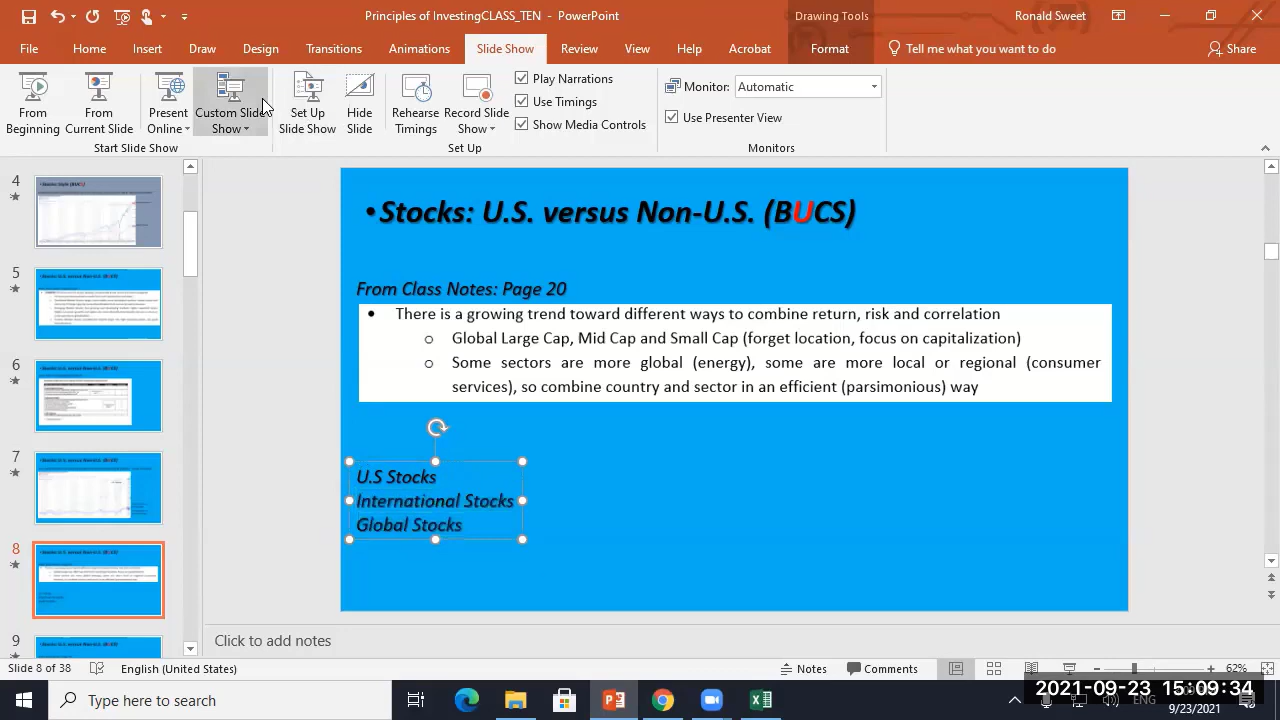 Principles of InvestingCLASS_TEN - PowerPoint
Drawing Tools
Ronald Sweet
File Home Insert Draw Design Transitions Animations Slide Show Review View Help Acrobat Format Tell me what you want to do Share
From Beginning
From Current Slide
Present Online
Custom Slide Show
Set Up Slide Show
Hide Slide
Rehearse Timings
Record Slide Show
Play Narrations
Use Timings
Show Media Controls
Monitor: Automatic
Use Presenter View
Start Slide Show
Set Up
Monitors
4
5
6
7
8
9
•Stocks: U.S. versus Non-U.S. (BUCS)
From Class Notes: Page 20
• There is a growing trend toward different ways to combine return, risk and correlation
o Global Large Cap, Mid Cap and Small Cap (forget location, focus on capitalization)
o Some sectors are more global (energy), some are more local or regional (consumer
services), so combine country and sector in an efficient (parsimonious) way
U.S Stocks
International Stocks
Global Stocks
Click to add notes
Slide 8 of 38
English (United States)
Notes
Comments
62%
Type here to search
2021-09-23 15:09:34
ENG
9/23/2021